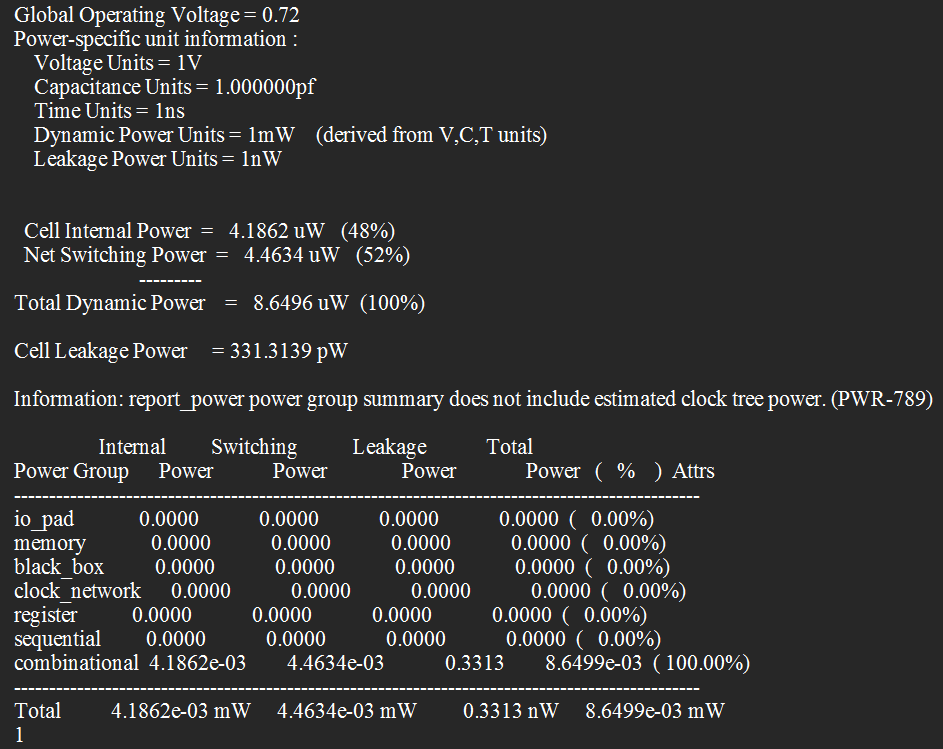 Global Operating Voltage = 0.72
Power-specific unit information :
Voltage Units = 1V
Capacitance Units = 1.000000pf
Time Units = 1ns
Dynamic Power Units = 1mW (derived from V,C,T units)
Leakage Power Units = 1nW
Cell Internal Power = 4.1862 uW (48%)
Net Switching Power = 4.4634 uW (52%)
---------
Total Dynamic Power = 8.6496 uW (100%)
Cell Leakage Power = 331.3139 pW
Information: report_power power group summary does not include estimated clock tree power. (PWR-789)
Internal Switching Leakage Total
Power Group Power Power Power Power ( % ) Attrs
--------------------------------------------------------------------------------------------------
io_pad 0.0000 0.0000 0.0000 0.0000 ( 0.00%)
memory 0.0000 0.0000 0.0000 0.0000 ( 0.00%)
black_box 0.0000 0.0000 0.0000 0.0000 ( 0.00%)
clock_network 0.0000 0.0000 0.0000 0.0000 ( 0.00%)
register 0.0000 0.0000 0.0000 0.0000 ( 0.00%)
sequential 0.0000 0.0000 0.0000 0.0000 ( 0.00%)
combinational 4.1862e-03 4.4634e-03 0.3313 8.6499e-03 ( 100.00%)
--------------------------------------------------------------------------------------------------
Total 4.1862e-03 mW 4.4634e-03 mW 0.3313 nW 8.6499e-03 mW
1